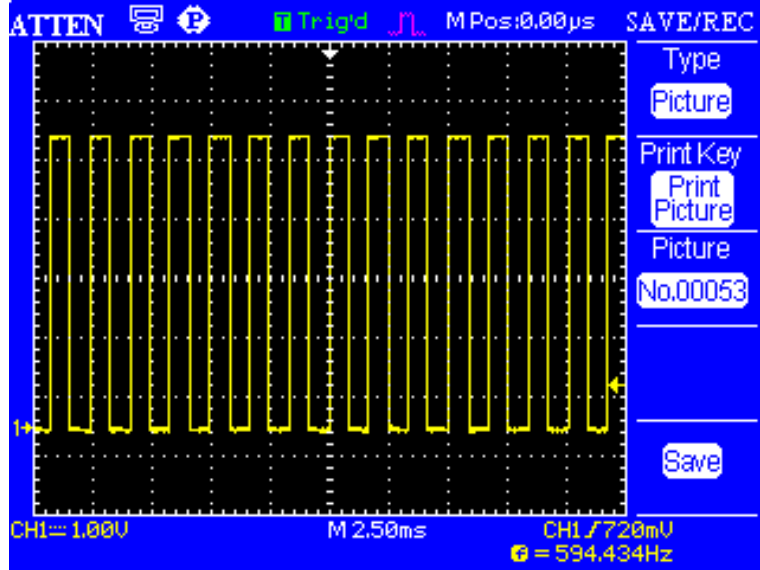 ATTEN P T Trig'd M Pos:0.00μs SAVE/REC
Type
Picture
Print Key
Print
Picture
Picture
No.00053
1
Save
CH1 1.00V M 2.50ms CH1 720mV
f = 594.434Hz